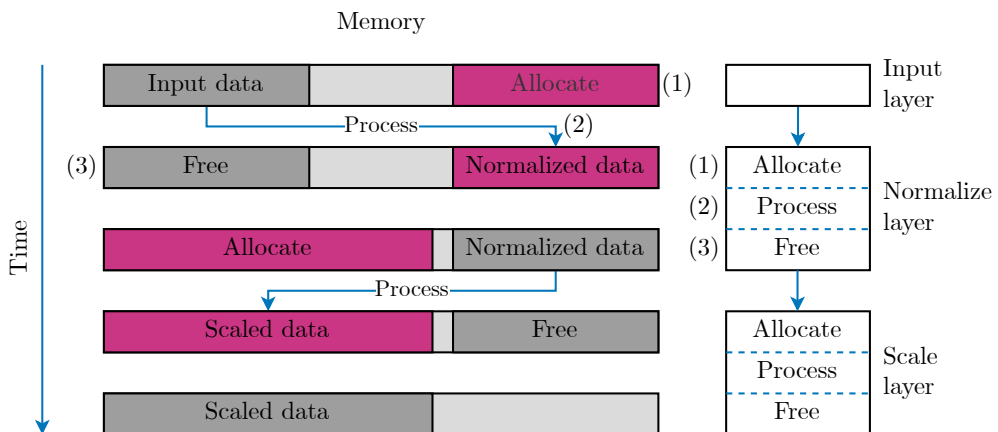 Memory
Input data Allocate (1)
Process (2)
(3) Free Normalized data
Allocate Normalized data
Process
Scaled data Free
Scaled data
Time
Input
layer
(1) Allocate
(2) Process
(3) Free
Normalize
layer
Allocate
Process
Free
Scale
layer